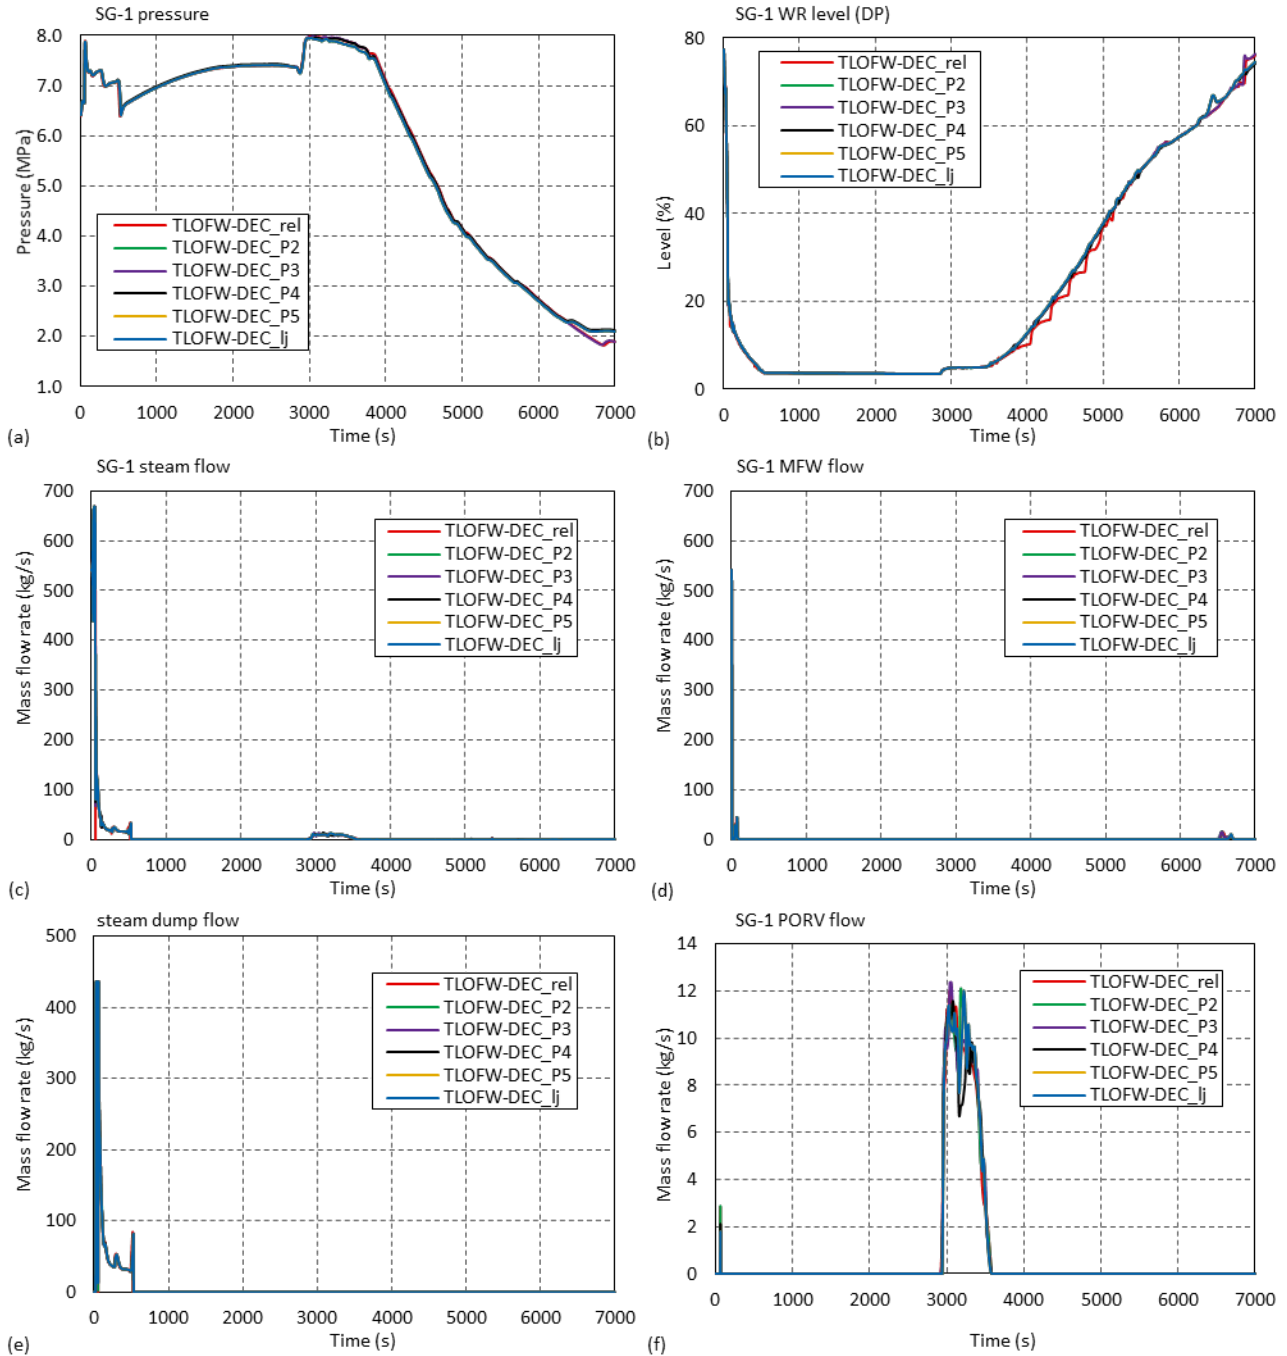 SG-1 pressure
8.0
7.0
6.0
5.0
4.0
3.0
2.0
1.0
Pressure (MPa)
TLOFW-DEC_rel
TLOFW-DEC_P2
TLOFW-DEC_P3
TLOFW-DEC_P4
TLOFW-DEC_P5
TLOFW-DEC_lj
0 1000 2000 3000 4000 5000 6000 7000
Time (s)
(a)
SG-1 WR level (DP)
80
60
40
20
0
Level (%)
TLOFW-DEC_rel
TLOFW-DEC_P2
TLOFW-DEC_P3
TLOFW-DEC_P4
TLOFW-DEC_P5
TLOFW-DEC_lj
0 1000 2000 3000 4000 5000 6000 7000
Time (s)
(b)
SG-1 steam flow
700
600
500
400
300
200
100
0
Mass flow rate (kg/s)
TLOFW-DEC_rel
TLOFW-DEC_P2
TLOFW-DEC_P3
TLOFW-DEC_P4
TLOFW-DEC_P5
TLOFW-DEC_lj
0 1000 2000 3000 4000 5000 6000 7000
Time (s)
(c)
SG-1 MFW flow
700
600
500
400
300
200
100
0
Mass flow rate (kg/s)
TLOFW-DEC_rel
TLOFW-DEC_P2
TLOFW-DEC_P3
TLOFW-DEC_P4
TLOFW-DEC_P5
TLOFW-DEC_lj
0 1000 2000 3000 4000 5000 6000 7000
Time (s)
(d)
steam dump flow
500
400
300
200
100
0
Mass flow rate (kg/s)
TLOFW-DEC_rel
TLOFW-DEC_P2
TLOFW-DEC_P3
TLOFW-DEC_P4
TLOFW-DEC_P5
TLOFW-DEC_lj
0 1000 2000 3000 4000 5000 6000 7000
Time (s)
(e)
SG-1 PORV flow
14
12
10
8
6
4
2
0
Mass flow rate (kg/s)
TLOFW-DEC_rel
TLOFW-DEC_P2
TLOFW-DEC_P3
TLOFW-DEC_P4
TLOFW-DEC_P5
TLOFW-DEC_lj
0 1000 2000 3000 4000 5000 6000 7000
Time (s)
(f)